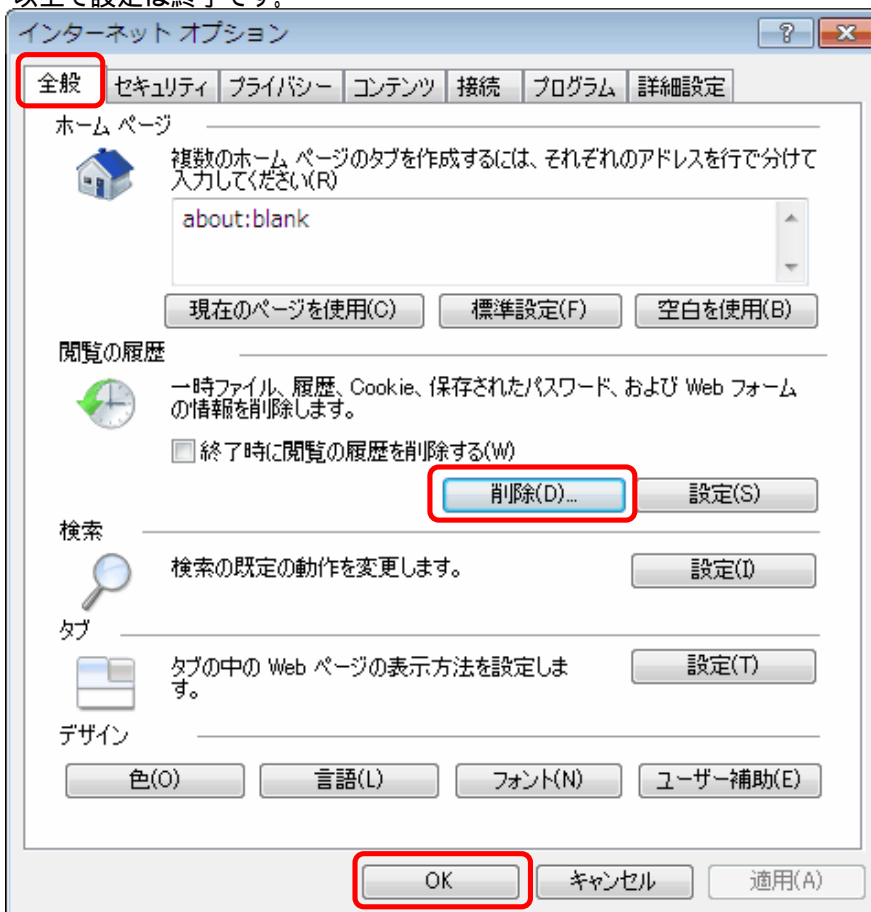 以上で設定は終了です。
インターネット オプション
全般 セキュリティ プライバシー コンテンツ 接続 プログラム 詳細設定
ホーム ページ
複数のホーム ページのタブを作成するには、それぞれのアドレスを行で分けて
入力してください(R)
about:blank
現在のページを使用(C) 標準設定(F) 空白を使用(B)
閲覧の履歴
一時ファイル、履歴、Cookie、保存されたパスワード、および Web フォーム
の情報を削除します。
終了時に閲覧の履歴を削除する(W)
削除(D)... 設定(S)
検索
検索の既定の動作を変更します。 設定(I)
タブ
タブの中の Web ページの表示方法を設定しま 設定(T)
す。
デザイン
色(O) 言語(L) フォント(N) ユーザー補助(E)
OK キャンセル 適用(A)